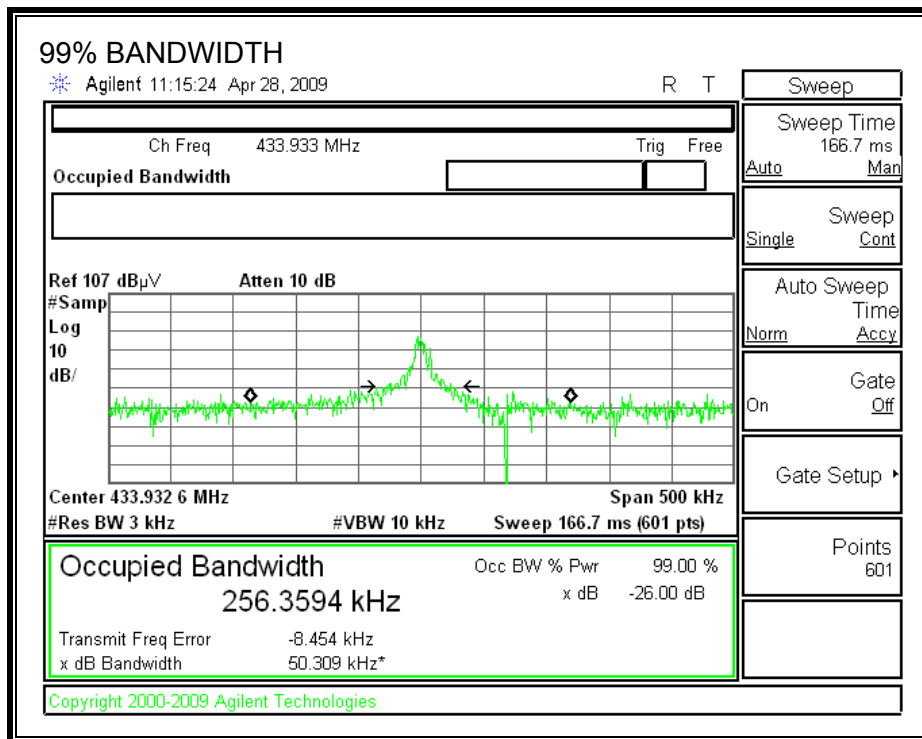 99% BANDWIDTH
Agilent 11:15:24 Apr 28, 2009 R T
Ch Freq 433.933 MHz Trig Free
Occupied Bandwidth
Ref 107 dBµV Atten 10 dB
#Samp
Log
10
dB/
Center 433.932 6 MHz Span 500 kHz
#Res BW 3 kHz #VBW 10 kHz Sweep 166.7 ms (601 pts)
Occupied Bandwidth Occ BW % Pwr 99.00 %
256.3594 kHz x dB -26.00 dB
Transmit Freq Error -8.454 kHz
x dB Bandwidth 50.309 kHz*
Copyright 2000-2009 Agilent Technologies
Sweep
Sweep Time
166.7 ms
Auto Man
Sweep
Single Cont
Auto Sweep
Time
Norm Accy
Gate
On Off
Gate Setup
Points
601